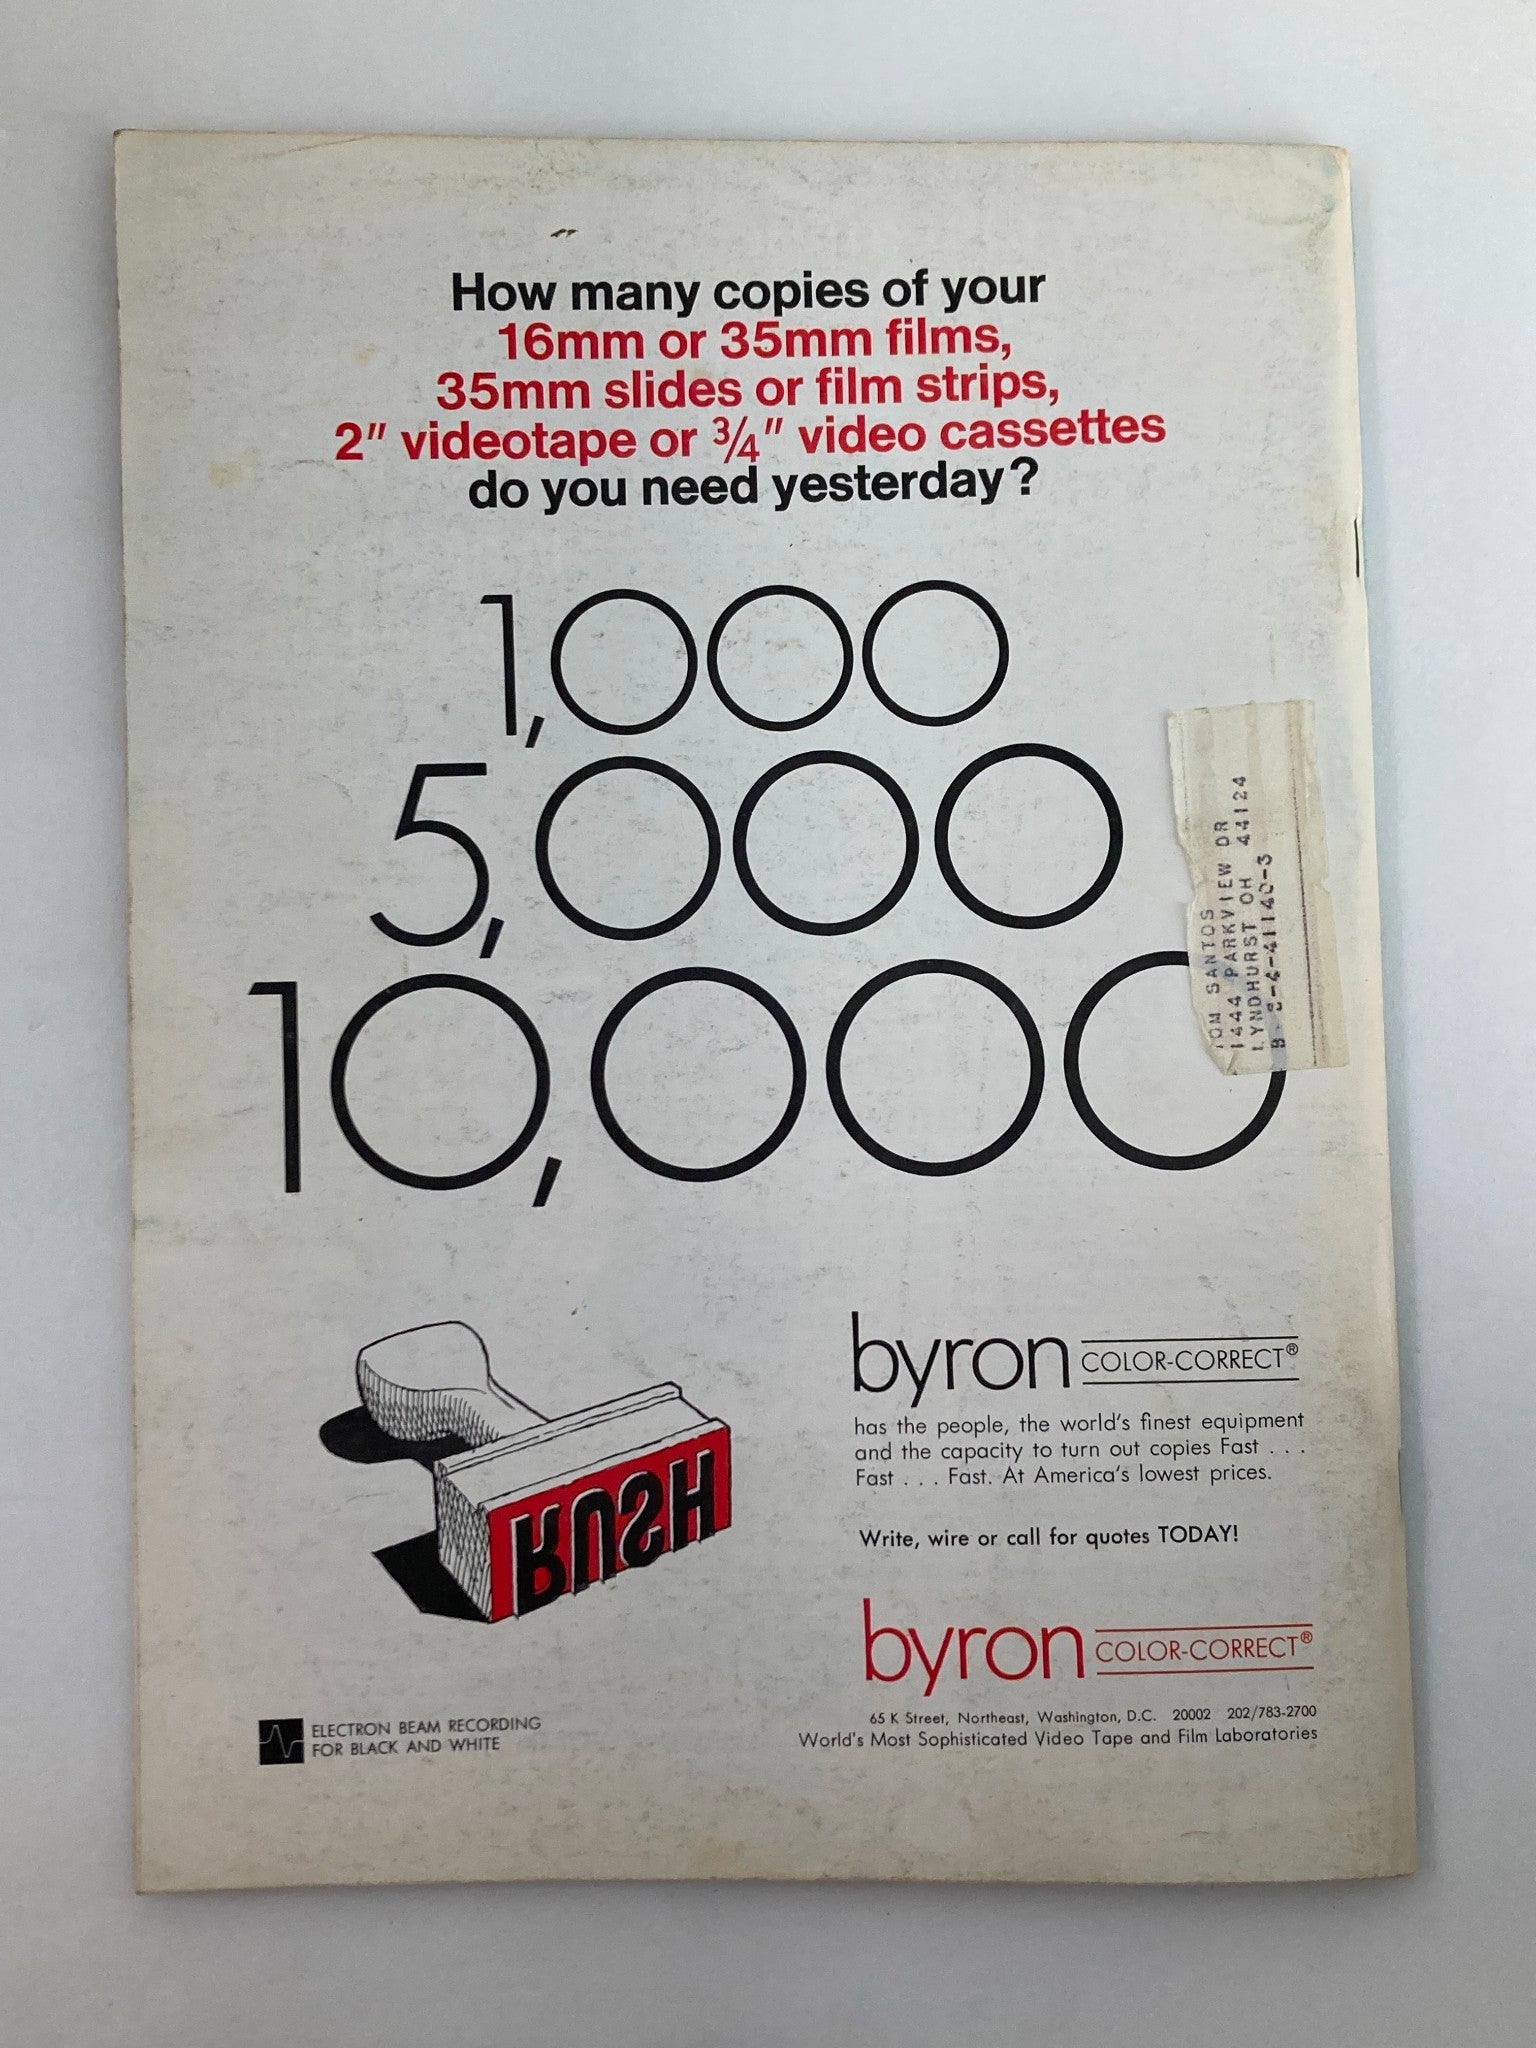 How many copies of your
16mm or 35mm films,
35mm slides or film strips,
2" videotape or 3/4" video cassettes
do you need yesterday?
1,000
5,000
10,000
OM SANTOS
1444 PARKVIEW DR
LYNDHURST OH 44124
RUSH
byron COLOR-CORRECT®
has the people, the world's finest equipment
and the capacity to turn out copies Fast . . .
Fast . . . Fast. At America's lowest prices.
Write, wire or call for quotes TODAY!
byron COLOR-CORRECT®
65 K Street, Northeast, Washington, D.C. 20002 202/783-2700
World's Most Sophisticated Video Tape and Film Laboratories
ELECTRON BEAM RECORDING
FOR BLACK AND WHITE